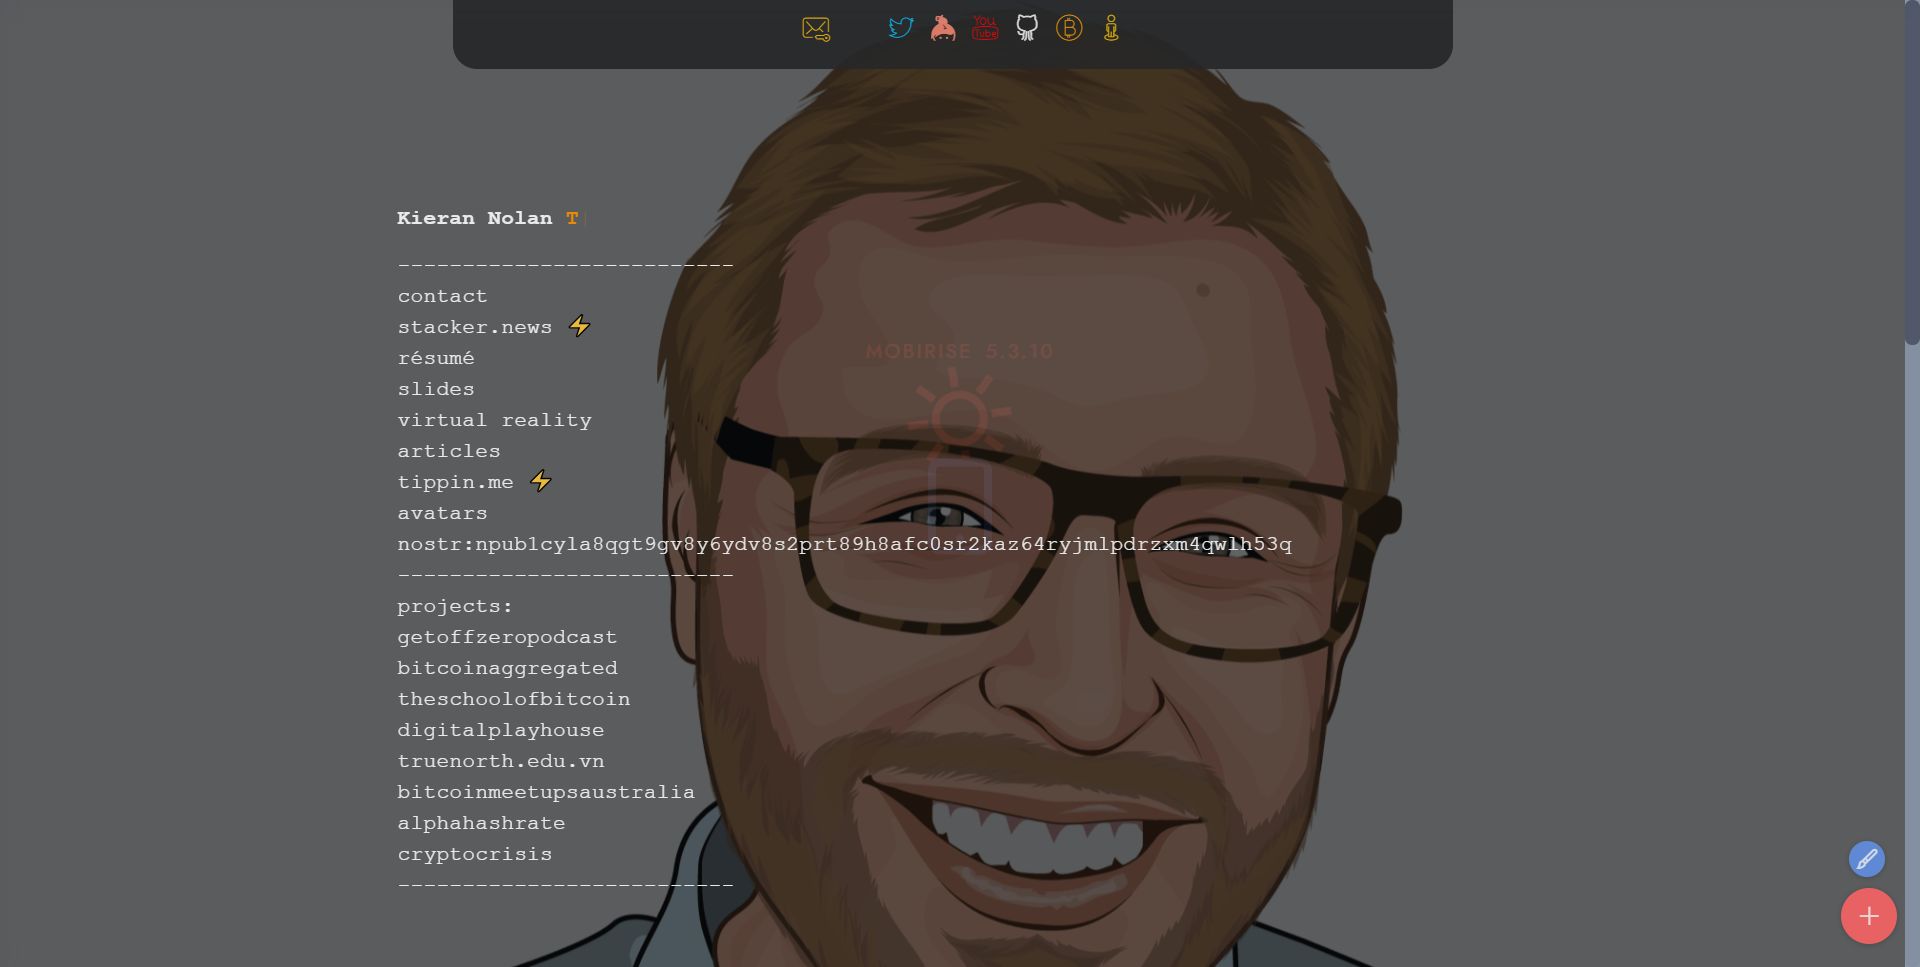 You
Tube
Kieran Nolan T
--------------------------
contact
stacker.news ⚡
résumé
slides
virtual reality
articles
tippin.me ⚡
avatars
nostr:npub1cyla8qgt9gv8y6ydv8s2prt89h8afc0sr2kaz64ryjmlpdrzxm4qwlh53q
--------------------------
projects:
getoffzeropodcast
bitcoinaggregated
theschoolofbitcoin
digitalplayhouse
truenorth.edu.vn
bitcoinmeetupsaustralia
alphahashrate
cryptocrisis
--------------------------
MOBIRISE 5.3.10